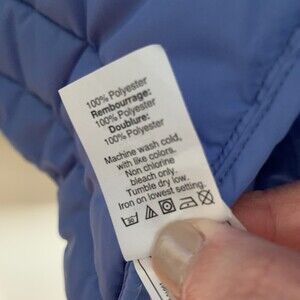 100% Polyester
Rembourrage:
100% Polyester
Doublure:
100% Polyester
Machine wash cold,
with like colors.
Non chlorine
bleach only.
Tumble dry low.
Iron on lowest setting.